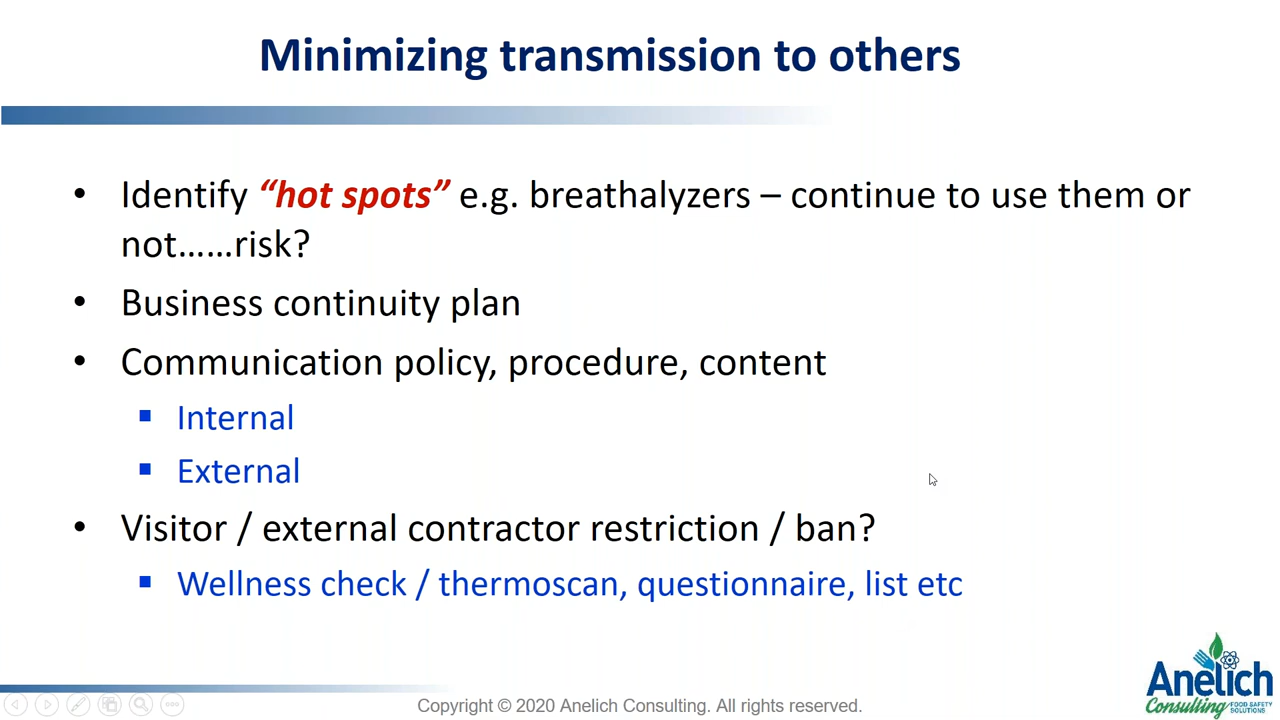 Minimizing transmission to others
• Identify “hot spots” e.g. breathalyzers – continue to use them or
not……risk?
• Business continuity plan
• Communication policy, procedure, content
▪ Internal
▪ External
• Visitor / external contractor restriction / ban?
▪ Wellness check / thermoscan, questionnaire, list etc
Copyright © 2020 Anelich Consulting. All rights reserved.
Anelich
Consulting FOOD SAFETY
SOLUTIONS